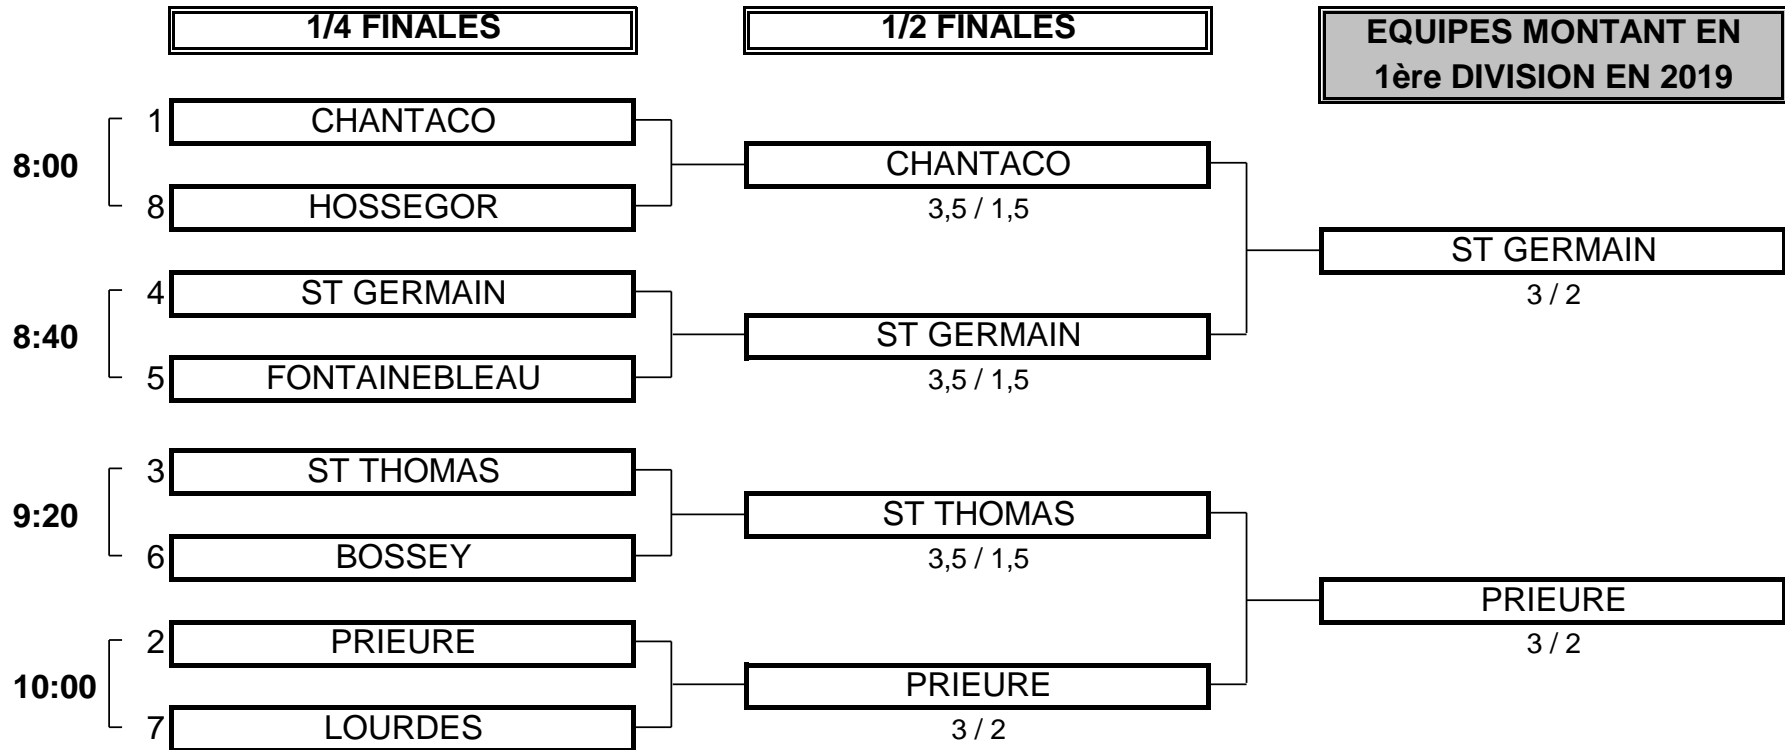 1/4 FINALES
1/2 FINALES
EQUIPES MONTANT EN
1ère DIVISION EN 2019
1 CHANTACO
8:00
8 HOSSEGOR
CHANTACO
3,5 / 1,5
4 ST GERMAIN
8:40
5 FONTAINEBLEAU
ST GERMAIN
3,5 / 1,5
ST GERMAIN
3 / 2
3 ST THOMAS
9:20
6 BOSSEY
ST THOMAS
3,5 / 1,5
2 PRIEURE
10:00
7 LOURDES
PRIEURE
3 / 2
PRIEURE
3 / 2